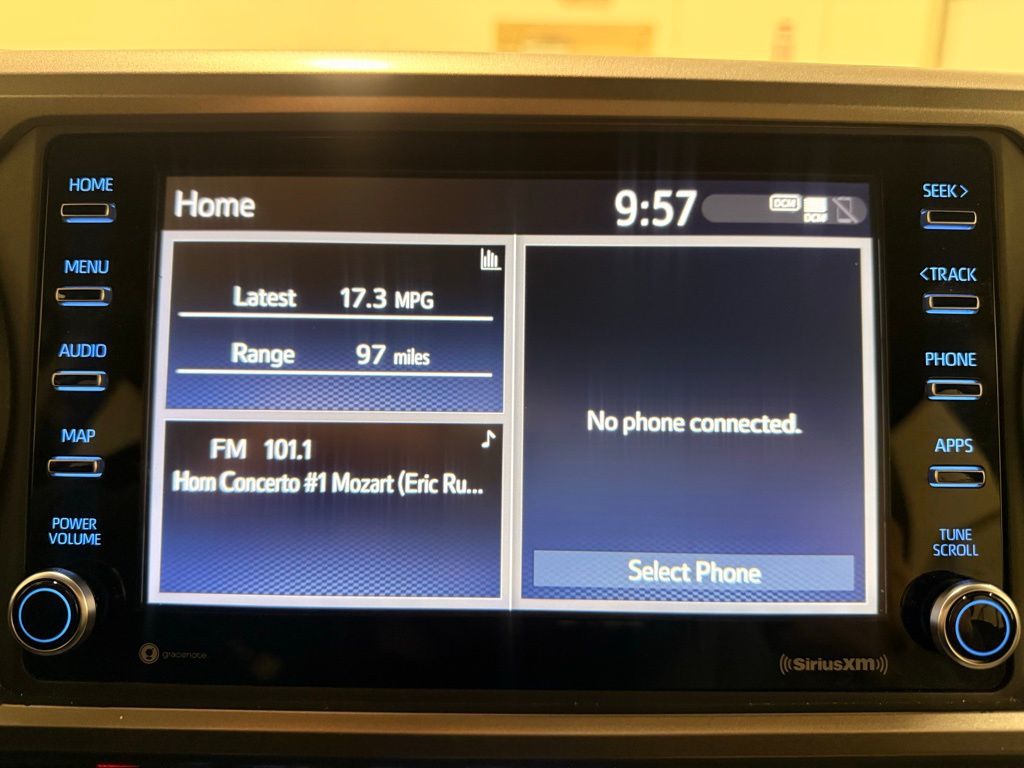 HOME
MENU
AUDIO
MAP
POWER
VOLUME
Home
9:57
DCM
DCM
Latest 17.3 MPG
Range 97 miles
FM 101.1
Horn Concerto #1 Mozart (Eric Ru...
No phone connected.
Select Phone
SEEK >
< TRACK
PHONE
APPS
TUNE
SCROLL
gracenote
((SiriusXM))